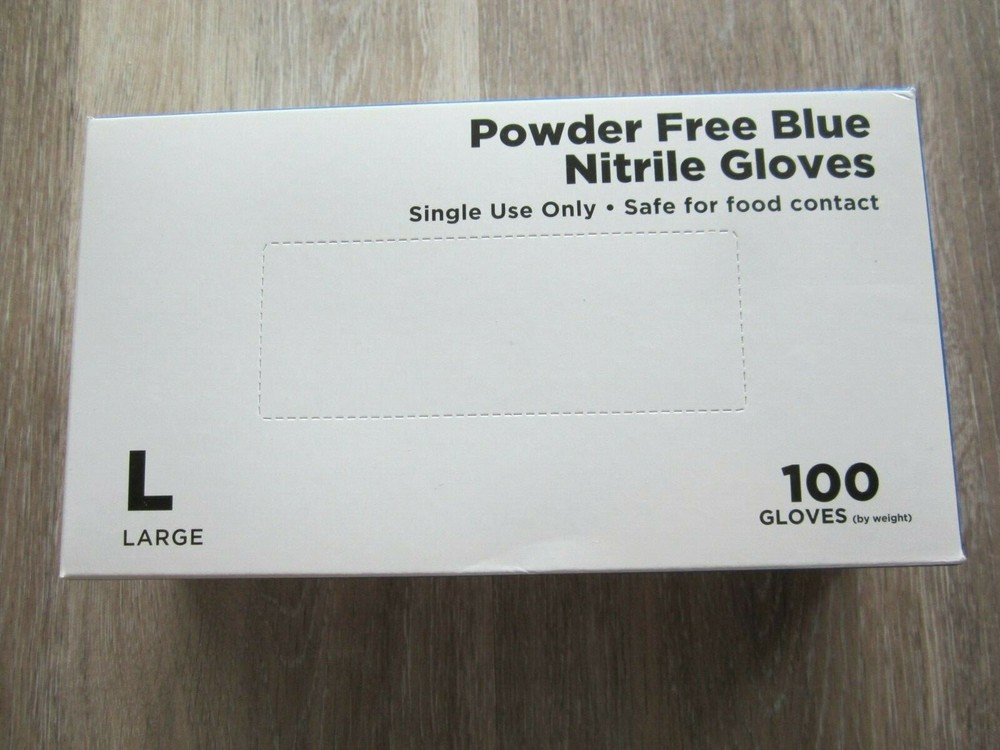 Powder Free Blue
Nitrile Gloves
Single Use Only • Safe for food contact
L
LARGE
100
GLOVES (by weight)